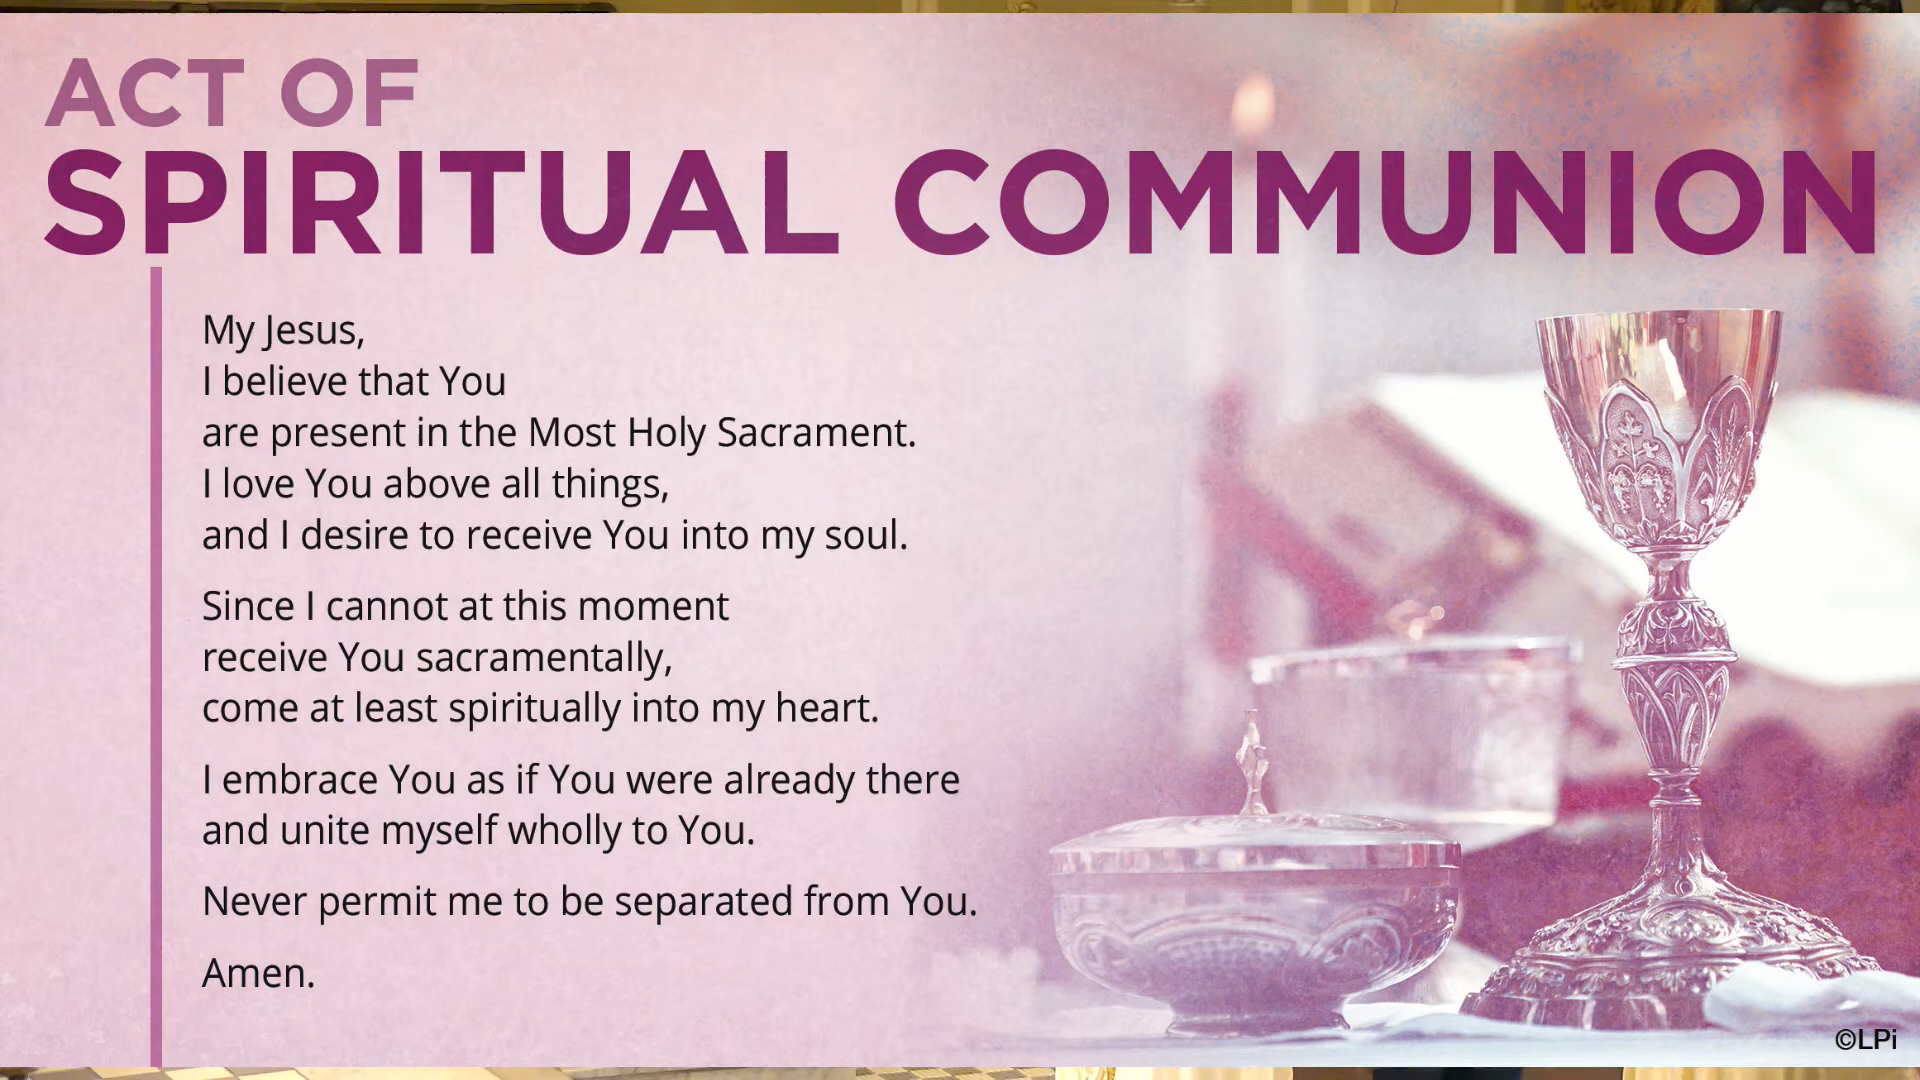 ACT OF
SPIRITUAL COMMUNION
My Jesus,
I believe that You
are present in the Most Holy Sacrament.
I love You above all things,
and I desire to receive You into my soul.
Since I cannot at this moment
receive You sacramentally,
come at least spiritually into my heart.
I embrace You as if You were already there
and unite myself wholly to You.
Never permit me to be separated from You.
Amen.
©LPi